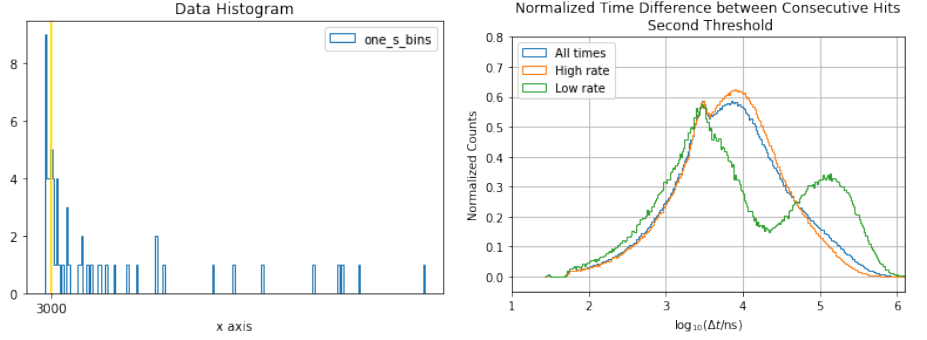 Data Histogram
one_s_bins
8
6
4
2
0
3000
x axis
Normalized Time Difference between Consecutive Hits
Second Threshold
All times
High rate
Low rate
Normalized Counts
0.8
0.7
0.6
0.5
0.4
0.3
0.2
0.1
0.0
1 2 3 4 5 6
log₁₀(Δt/ns)